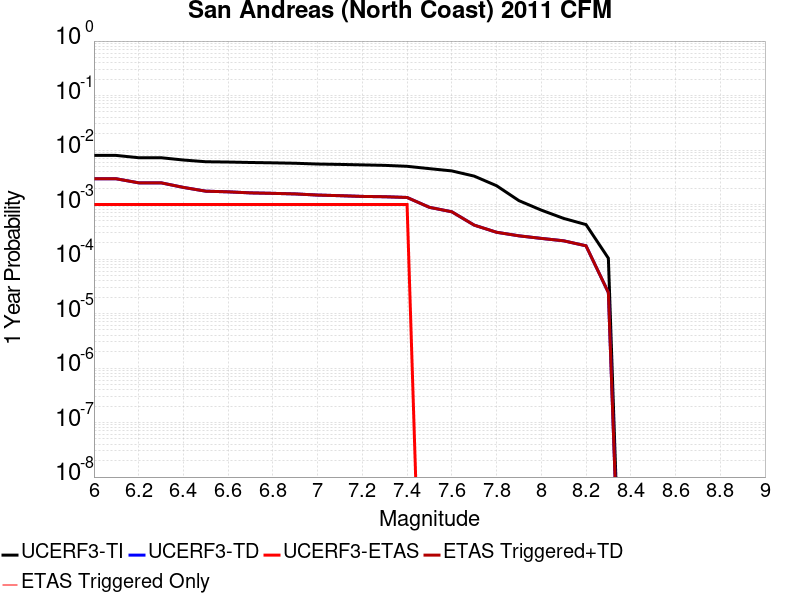 San Andreas (North Coast) 2011 CFM
10^0
10^-1
10^-2
10^-3
10^-4
10^-5
10^-6
10^-7
10^-8
1 Year Probability
6 6.2 6.4 6.6 6.8 7 7.2 7.4 7.6 7.8 8 8.2 8.4 8.6 8.8 9
Magnitude
UCERF3-TI UCERF3-TD UCERF3-ETAS ETAS Triggered+TD
ETAS Triggered Only